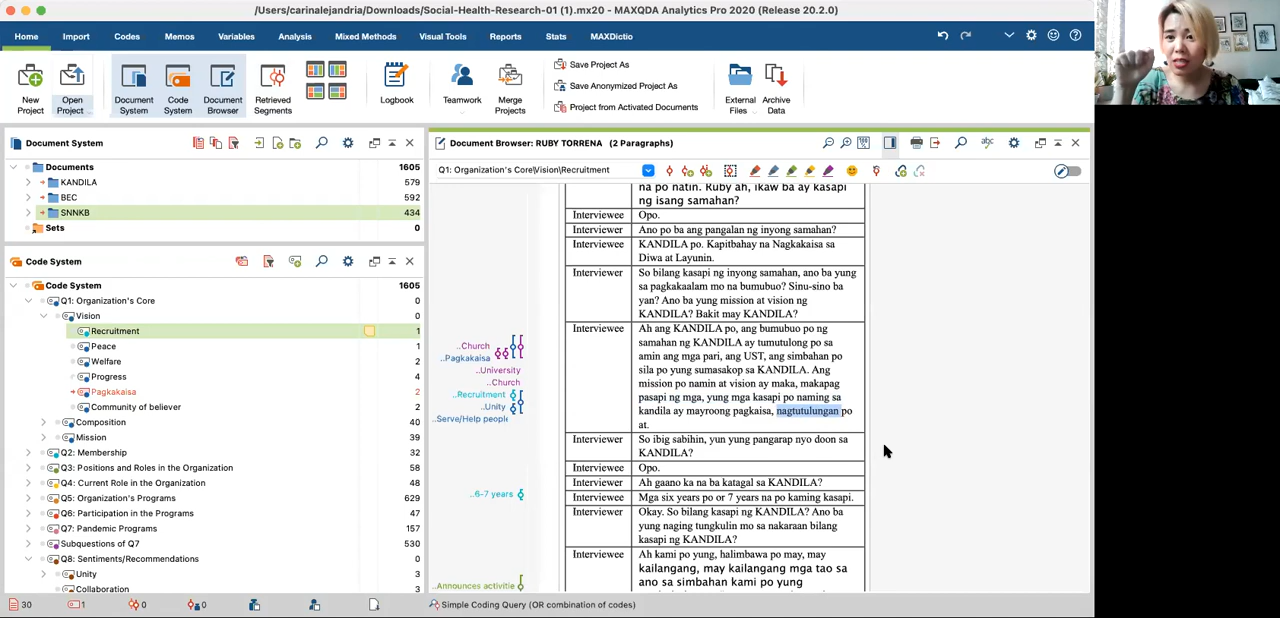 /Users/carinalejandria/Downloads/Social-Health-Research-01 (1).mx20 - MAXQDA Analytics Pro 2020 (Release 20.2.0)
Home Import Codes Memos Variables Analysis Mixed Methods Visual Tools Reports Stats MAXDictio
New Project
Open Project
Document System
Code System
Document Browser
Retrieved Segments
Logbook
Teamwork
Merge Projects
Save Project As
Save Anonymized Project As
Project from Activated Documents
External Files
Archive Data
Document System
Documents 1605
KANDILA 579
BEC 592
SNNKB 434
Sets 0
Code System
Code System 1605
Q1: Organization's Core 0
Vision 0
Recruitment 1
Peace 1
Welfare 2
Progress 4
Pagkakaisa 2
Community of believer 2
Composition 40
Mission 39
Q2: Membership 32
Q3: Positions and Roles in the Organization 58
Q4: Current Role in the Organization 48
Q5: Organization's Programs 629
Q6: Participation in the Programs 47
Q7: Pandemic Programs 157
Subquestions of Q7 530
Q8: Sentiments/Recommendations 0
Unity 3
Collaboration 3
Document Browser: RUBY TORRENA (2 Paragraphs)
Q1: Organization's Core\Vision\Recruitment
na po natin. Ruby ah, ikaw ba ay kasapi
ng isang samahan?
Interviewee Opo.
Interviewer Ano po ba ang pangalan ng inyong samahan?
Interviewee KANDILA po. Kapitbahay na Nagkakaisa sa
Diwa at Layunin.
Interviewer So bilang kasapi ng inyong samahan, ano ba yung
sa pagkakaalam mo na bumubuo? Sinu-sino ba
yan? Ano ba yung mission at vision ng
KANDILA? Bakit may KANDILA?
Interviewee Ah ang KANDILA po, ang bumubuo po ng
samahan ng KANDILA ay tumutulong po sa
amin ang mga pari, ang UST, ang simbahan po
sila po yung sumasakop sa KANDILA. Ang
mission po namin at vision ay maka, makapag
pasapi ng mga, yung mga kasapi po naming sa
kandila ay mayroong pagkaisa, nagtutulungan po
at.
Interviewer So ibig sabihin, yun yung pangarap nyo doon sa
KANDILA?
Interviewee Opo.
Interviewer Ah gaano ka na ba katagal sa KANDILA?
Interviewee Mga six years po or 7 years na po kaming kasapi.
Interviewer Okay. So bilang kasapi ng KANDILA? Ano ba
yung naging tungkulin mo sa nakaraan bilang
kasapi ng KANDILA?
Interviewee Ah kami po yung, halimbawa po may, may
kailangang, may kailangang mga tao sa
ano sa simbahan kami po yung
..Church
..Pagkakaisa
..University
..Church
..Recruitment
..Unity
..Serve/Help people
..6-7 years
..Announces activitie
30 1 0 0
Simple Coding Query (OR combination of codes)